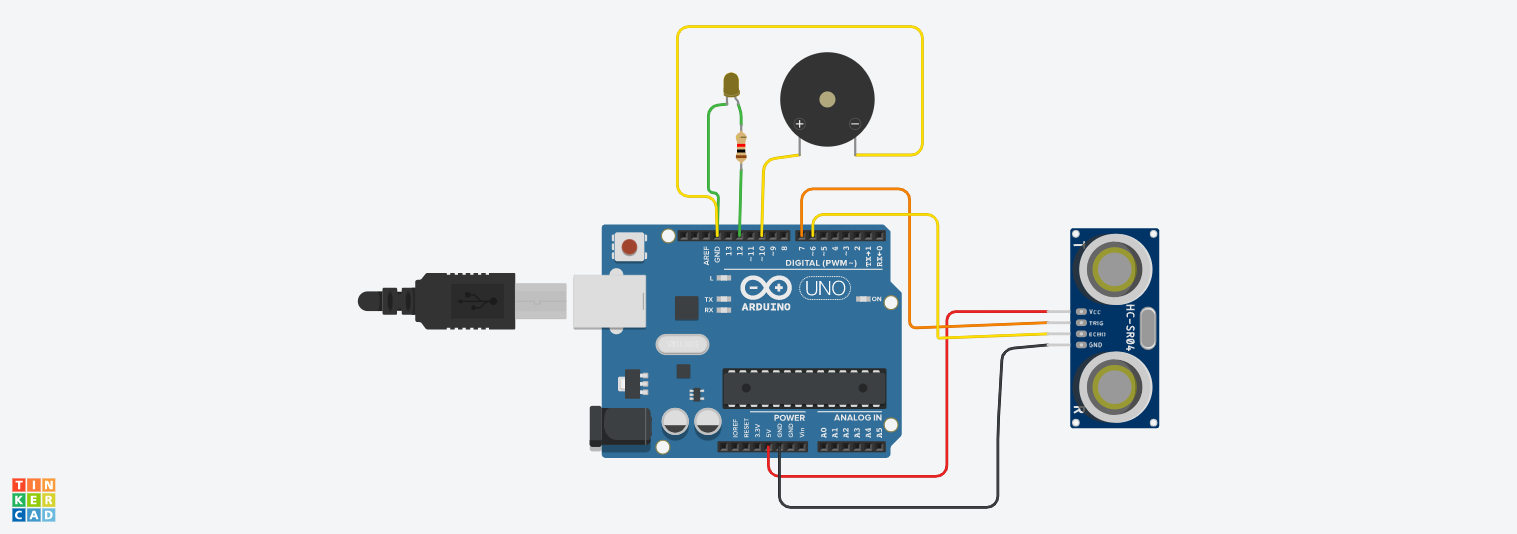 +
−
AREF
GND
13
12
~11
~10
~9
8
7
~6
~5
4
~3
2
TX→1
RX←0
DIGITAL (PWM~)
L
TX
RX
UNO
ARDUINO
ON
POWER
ANALOG IN
IOREF
RESET
3.3V
5V
GND
GND
Vin
A0
A1
A2
A3
A4
A5
T
Vcc
TRIG
ECHO
GND
HC-SR04
R
TIN
KER
CAD